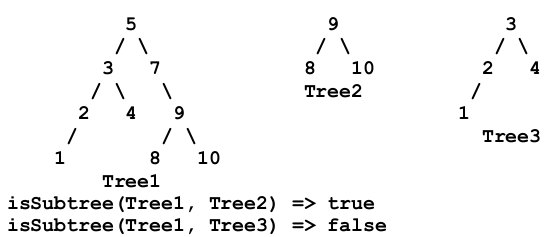 5 9 3
/ \ / \ / \
3 7 8 10 2 4
/ \ \ Tree2 /
2 4 9 1
/ / \ Tree3
1 8 10
Tree1
isSubtree(Tree1, Tree2) => true
isSubtree(Tree1, Tree3) => false